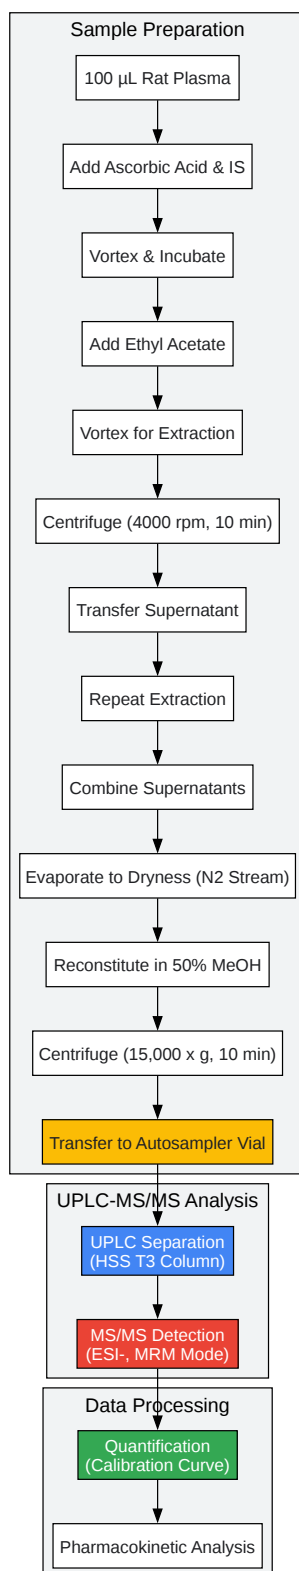 Sample Preparation
100 µL Rat Plasma
Add Ascorbic Acid & IS
Vortex & Incubate
Add Ethyl Acetate
Vortex for Extraction
Centrifuge (4000 rpm, 10 min)
Transfer Supernatant
Repeat Extraction
Combine Supernatants
Evaporate to Dryness (N2 Stream)
Reconstitute in 50% MeOH
Centrifuge (15,000 x g, 10 min)
Transfer to Autosampler Vial
UPLC-MS/MS Analysis
UPLC Separation
(HSS T3 Column)
MS/MS Detection
(ESI-, MRM Mode)
Data Processing
Quantification
(Calibration Curve)
Pharmacokinetic Analysis